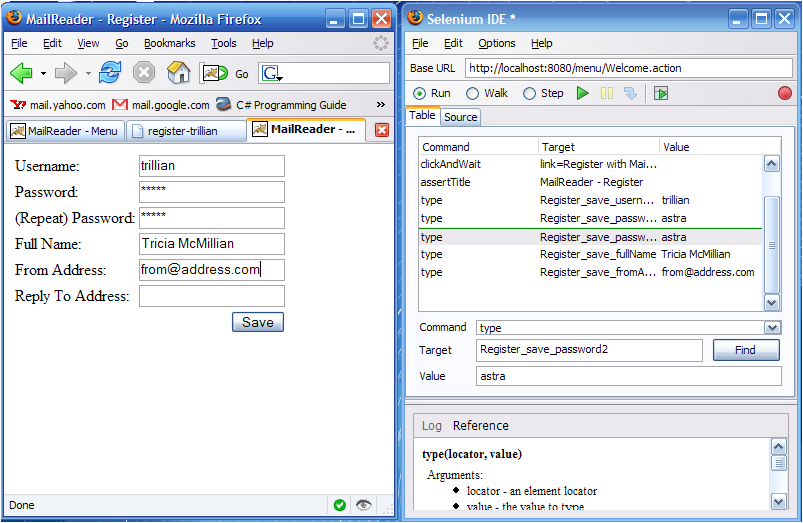 MailReader - Register - Mozilla Firefox
File Edit View Go Bookmarks Tools Help
Go G
mail.yahoo.com mail.google.com C# Programming Guide »
MailReader - Menu register-trillian MailReader - ...
Username: trillian
Password: *****
(Repeat) Password: *****
Full Name: Tricia McMillian
From Address: from@address.com
Reply To Address:
Save
Done
Selenium IDE *
File Edit Options Help
Base URL http://localhost:8080/menu/Welcome.action
Run Walk Step
Table Source
Command Target Value
clickAndWait link=Register with Mai...
assertTitle MailReader - Register
type Register_save_usern... trillian
type Register_save_passw... astra
type Register_save_passw... astra
type Register_save_fullName Tricia McMillian
type Register_save_fromA... from@address.com
Command type
Target Register_save_password2 Find
Value astra
Log Reference
type(locator, value)
Arguments:
• locator - an element locator
• value - the value to type